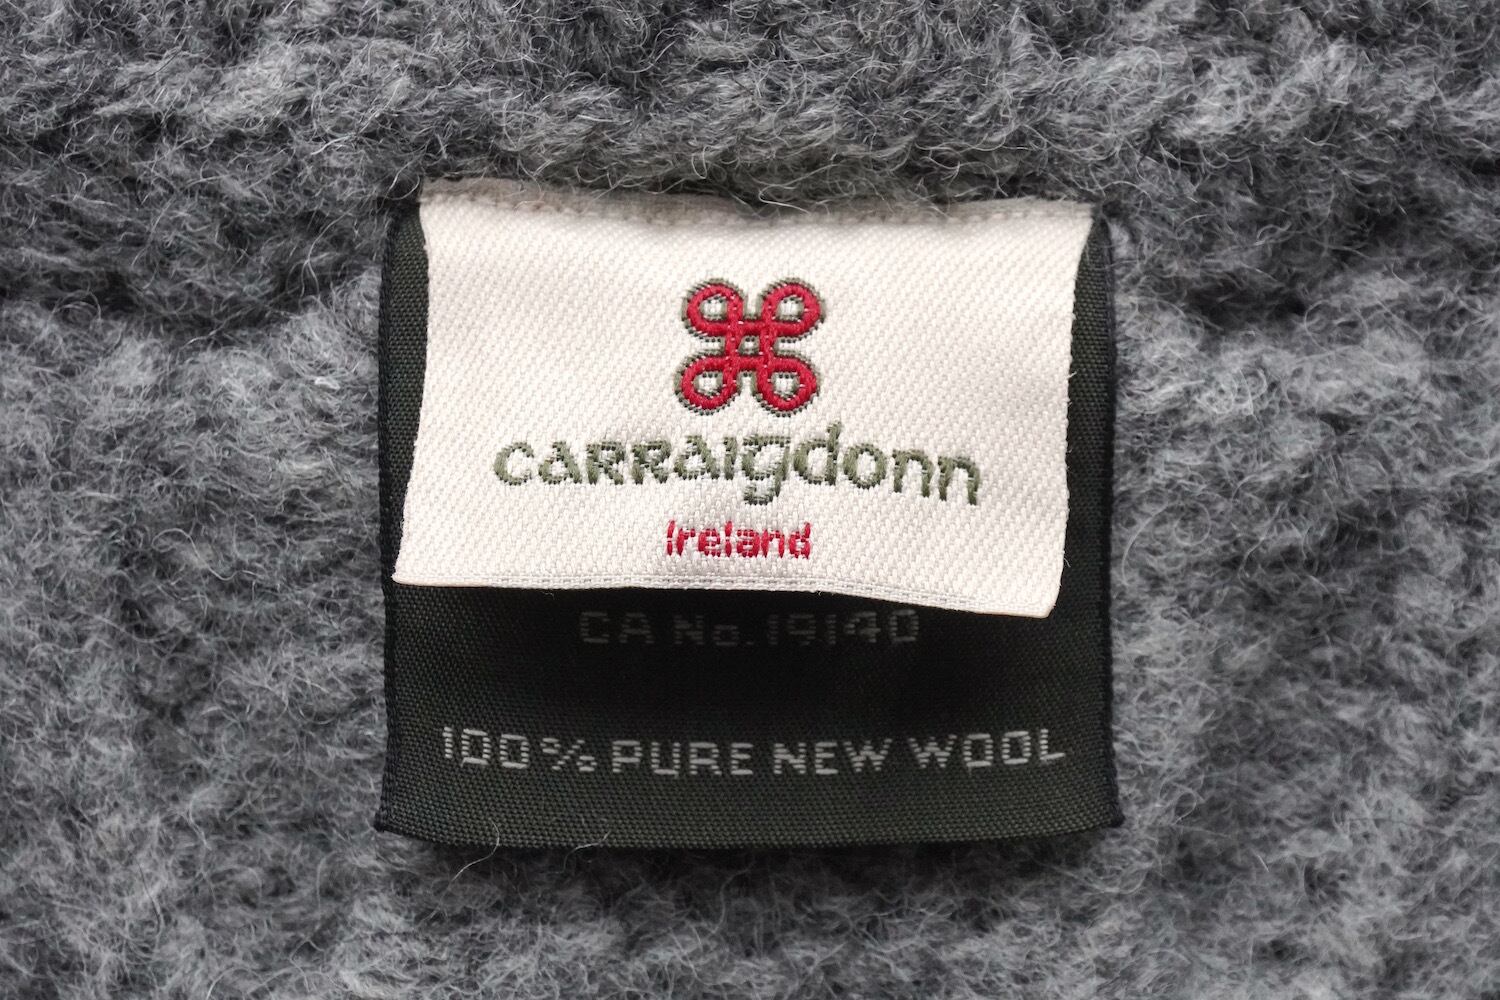 CARRAIGdonn
Ireland
CA No. 19140
100% PURE NEW WOOL